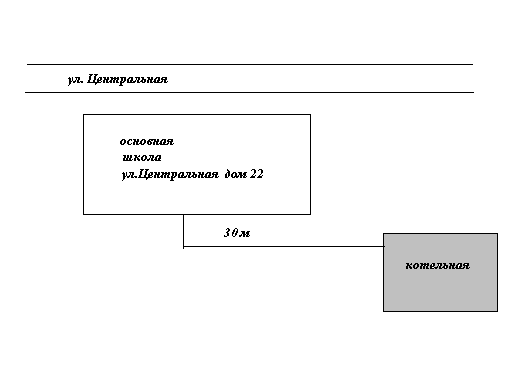 ул. Центральная
основная
школа
ул.Центральная дом 22
30м
котельная